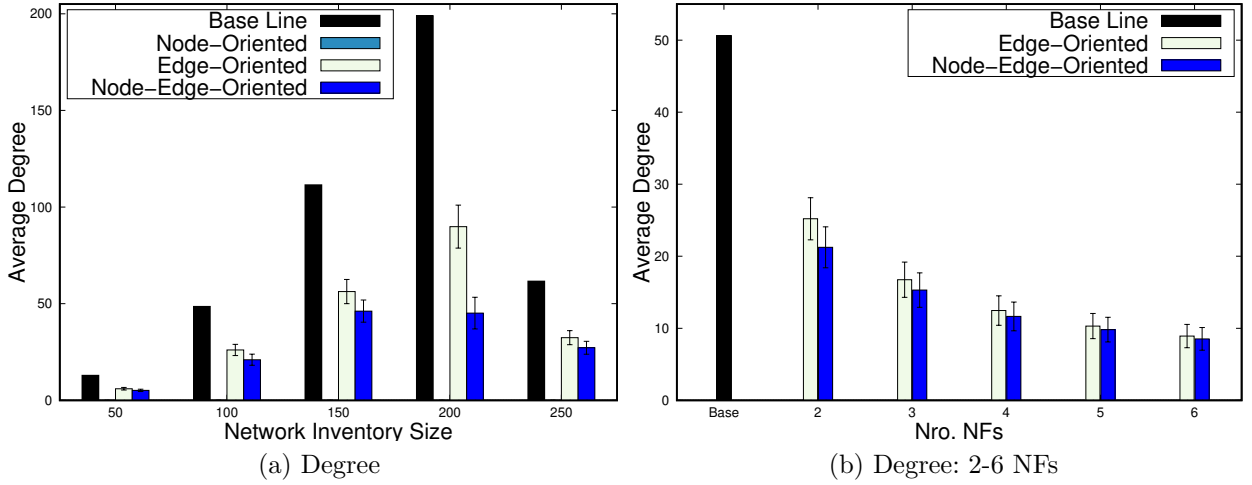 Base Line
Node-Oriented
Edge-Oriented
Node-Edge-Oriented
200
150
100
50
0
Average Degree
50
100
150
200
250
Network Inventory Size
(a) Degree
Base Line
Edge-Oriented
Node-Edge-Oriented
50
40
30
20
10
0
Average Degree
Base
2
3
4
5
6
Nro. NFs
(b) Degree: 2-6 NFs